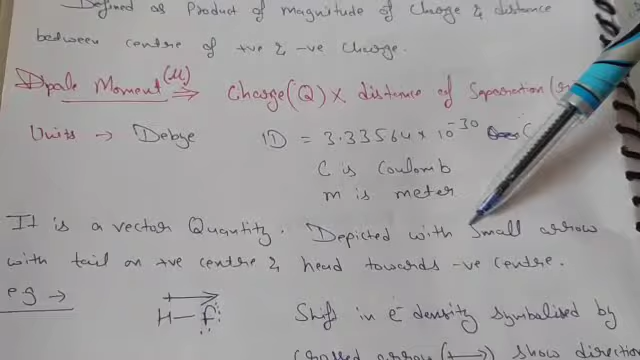 Defined as Product of magnitude of charge & distance
between centre of +ve & -ve charge.
Dipole Moment (μ) ⇒ Charge (Q) × distance of separation (r
Units → Debye 1D = 3.33564 × 10⁻³⁰ C
C is Coulomb
m is meter
It is a vector Quantity. Depicted with small arrow
with tail on +ve centre & head towards -ve centre.
e.g →
H—F
Shift in e⁻ density symbolised by
crossed arrow (⟼) show direction